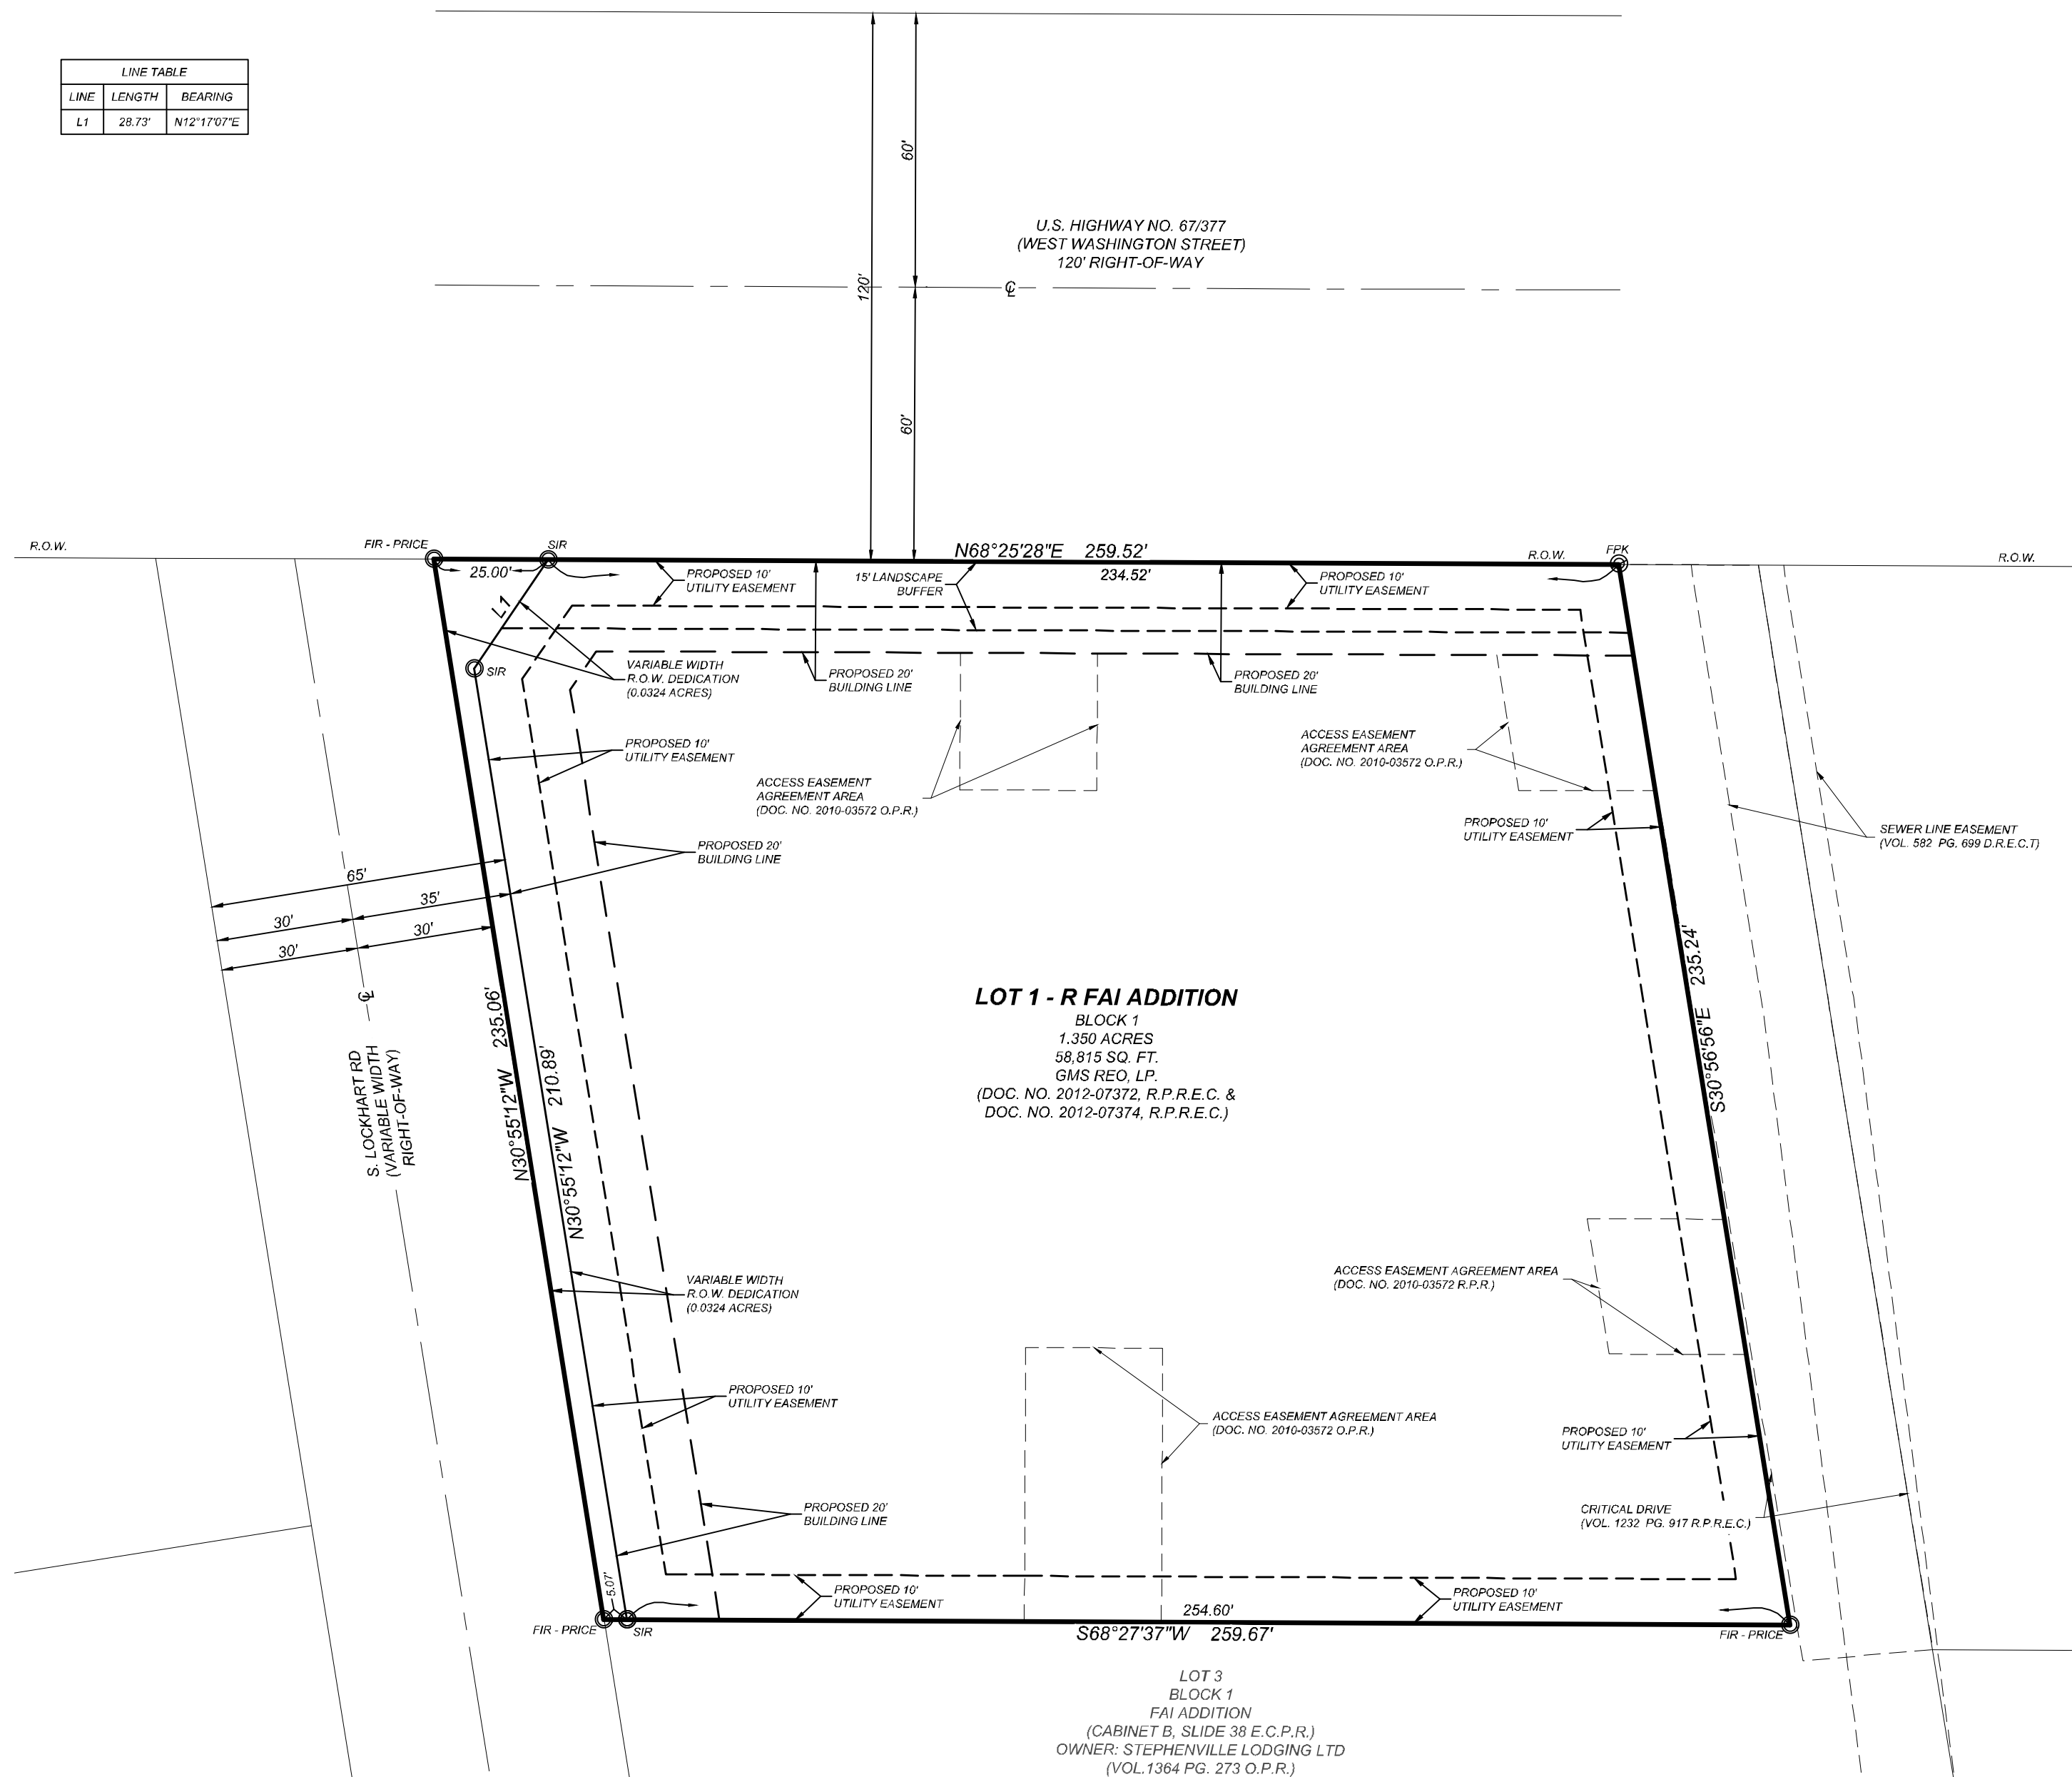 LINE TABLE
LINE LENGTH BEARING
L1 28.73' N12°17'07"E
60'
120'
60'
U.S. HIGHWAY NO. 67/377
(WEST WASHINGTON STREET)
120' RIGHT-OF-WAY
℄
R.O.W.
FIR - PRICE
SIR
N68°25'28"E 259.52'
R.O.W.
FPK
R.O.W.
25.00'
234.52'
PROPOSED 10'
UTILITY EASEMENT
15' LANDSCAPE
BUFFER
PROPOSED 10'
UTILITY EASEMENT
L1
SIR
VARIABLE WIDTH
R.O.W. DEDICATION
(0.0324 ACRES)
PROPOSED 20'
BUILDING LINE
PROPOSED 20'
BUILDING LINE
PROPOSED 10'
UTILITY EASEMENT
ACCESS EASEMENT
AGREEMENT AREA
(DOC. NO. 2010-03572 O.P.R.)
ACCESS EASEMENT
AGREEMENT AREA
(DOC. NO. 2010-03572 O.P.R.)
PROPOSED 10'
UTILITY EASEMENT
SEWER LINE EASEMENT
(VOL. 582 PG. 699 D.R.E.C.T)
PROPOSED 20'
BUILDING LINE
65'
35'
30'
30'
30'
℄
S. LOCKHART RD
(VARIABLE WIDTH
RIGHT-OF-WAY)
N30°55'12"W 235.06'
N30°55'12"W 210.89'
LOT 1 - R FAI ADDITION
BLOCK 1
1.350 ACRES
58,815 SQ. FT.
GMS REO, LP.
(DOC. NO. 2012-07372, R.P.R.E.C. &
DOC. NO. 2012-07374, R.P.R.E.C.)
S30°56'56"E 235.24'
VARIABLE WIDTH
R.O.W. DEDICATION
(0.0324 ACRES)
ACCESS EASEMENT AGREEMENT AREA
(DOC. NO. 2010-03572 R.P.R.)
PROPOSED 10'
UTILITY EASEMENT
ACCESS EASEMENT AGREEMENT AREA
(DOC. NO. 2010-03572 O.P.R.)
PROPOSED 10'
UTILITY EASEMENT
PROPOSED 20'
BUILDING LINE
CRITICAL DRIVE
(VOL. 1232 PG. 917 R.P.R.E.C.)
5.07'
PROPOSED 10'
UTILITY EASEMENT
PROPOSED 10'
UTILITY EASEMENT
254.60'
FIR - PRICE
SIR
S68°27'37"W 259.67'
FIR - PRICE
LOT 3
BLOCK 1
FAI ADDITION
(CABINET B, SLIDE 38 E.C.P.R.)
OWNER: STEPHENVILLE LODGING LTD
(VOL.1364 PG. 273 O.P.R.)